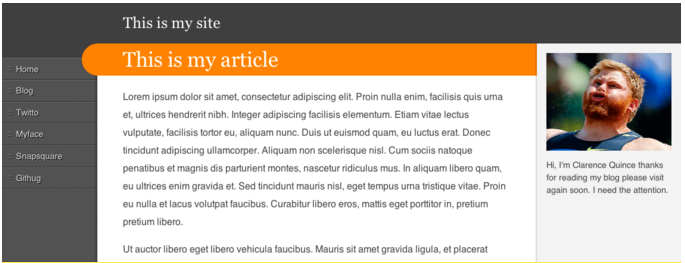 This is my site
Home
Blog
Twitto
Myface
Snapsquare
Githug
This is my article
Lorem ipsum dolor sit amet, consectetur adipiscing elit. Proin nulla enim, facilisis quis urna
et, ultrices hendrerit nibh. Integer adipiscing facilisis elementum. Etiam vitae lectus
vulputate, facilisis tortor eu, aliquam nunc. Duis ut euismod quam, eu luctus erat. Donec
tincidunt adipiscing ullamcorper. Aliquam non scelerisque nisl. Cum sociis natoque
penatibus et magnis dis parturient montes, nascetur ridiculus mus. In aliquam libero quam,
eu ultrices enim gravida et. Sed tincidunt mauris nisl, eget tempus urna tristique vitae. Proin
eu nulla et lacus volutpat faucibus. Curabitur libero eros, mattis eget porttitor in, pretium
pretium libero.
Ut auctor libero eget libero vehicula faucibus. Mauris sit amet gravida ligula, et placerat
Hi, I'm Clarence Quince thanks
for reading my blog please visit
again soon. I need the attention.